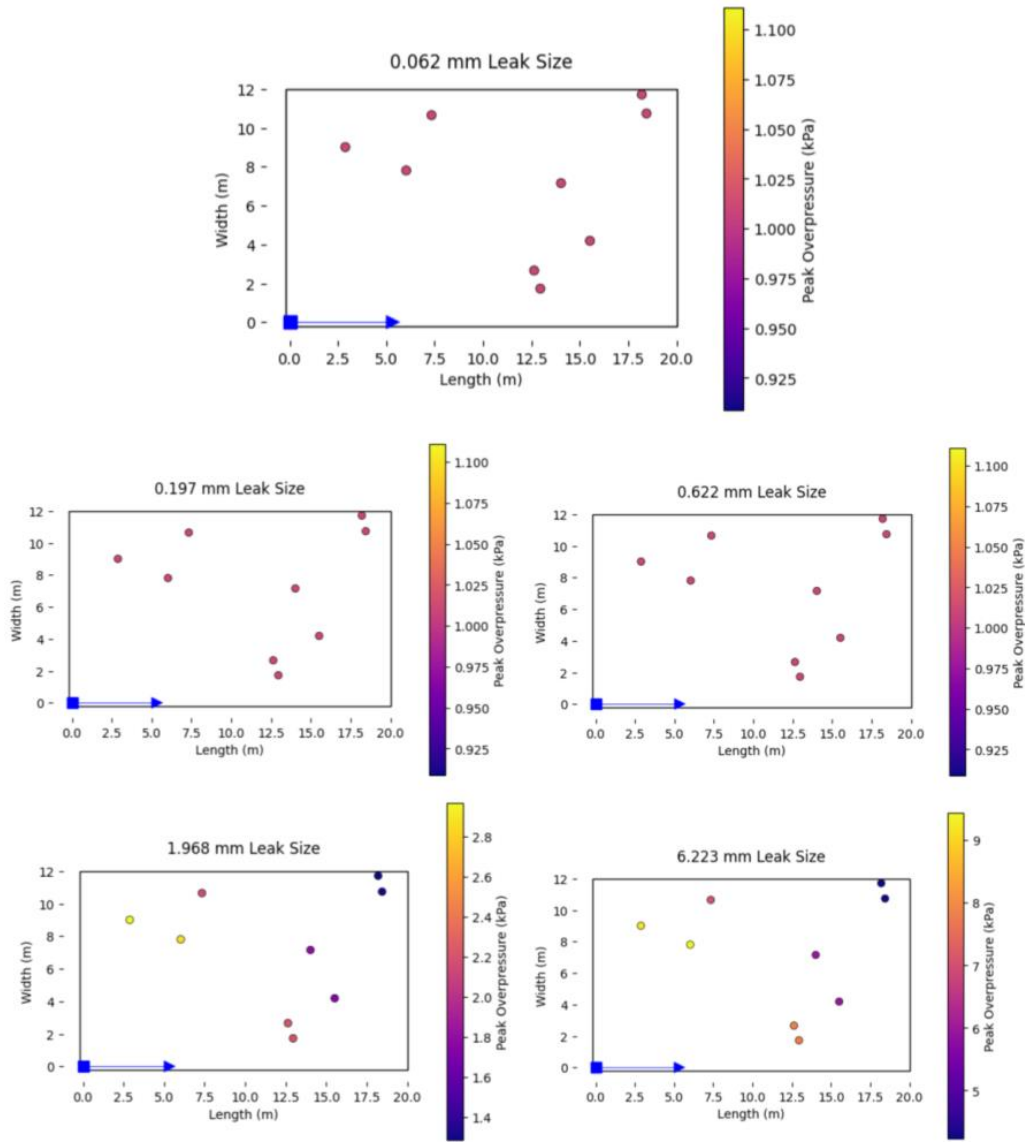 0.062 mm Leak Size
12
10
8
6
4
2
0
Width (m)
0.0 2.5 5.0 7.5 10.0 12.5 15.0 17.5 20.0
Length (m)
1.100
1.075
1.050
1.025
1.000
0.975
0.950
0.925
Peak Overpressure (kPa)
0.197 mm Leak Size
12
10
8
6
4
2
0
Width (m)
0.0 2.5 5.0 7.5 10.0 12.5 15.0 17.5 20.0
Length (m)
1.100
1.075
1.050
1.025
1.000
0.975
0.950
0.925
Peak Overpressure (kPa)
0.622 mm Leak Size
12
10
8
6
4
2
0
Width (m)
0.0 2.5 5.0 7.5 10.0 12.5 15.0 17.5 20.0
Length (m)
1.100
1.075
1.050
1.025
1.000
0.975
0.950
0.925
Peak Overpressure (kPa)
1.968 mm Leak Size
12
10
8
6
4
2
0
Width (m)
0.0 2.5 5.0 7.5 10.0 12.5 15.0 17.5 20.0
Length (m)
2.8
2.6
2.4
2.2
2.0
1.8
1.6
1.4
Peak Overpressure (kPa)
6.223 mm Leak Size
12
10
8
6
4
2
0
Width (m)
0.0 2.5 5.0 7.5 10.0 12.5 15.0 17.5 20.0
Length (m)
9
8
7
6
5
Peak Overpressure (kPa)